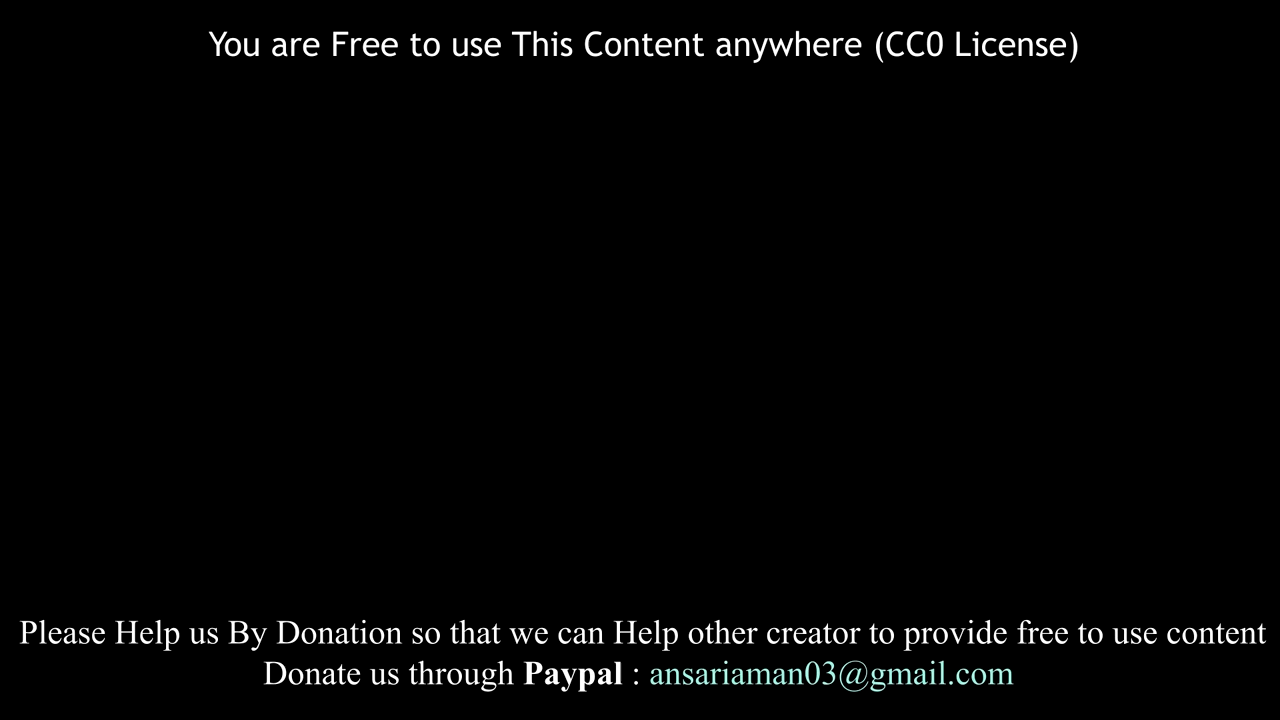 You are Free to use This Content anywhere (CC0 License)
Please Help us By Donation so that we can Help other creator to provide free to use content
Donate us through Paypal : ansariaman03@gmail.com